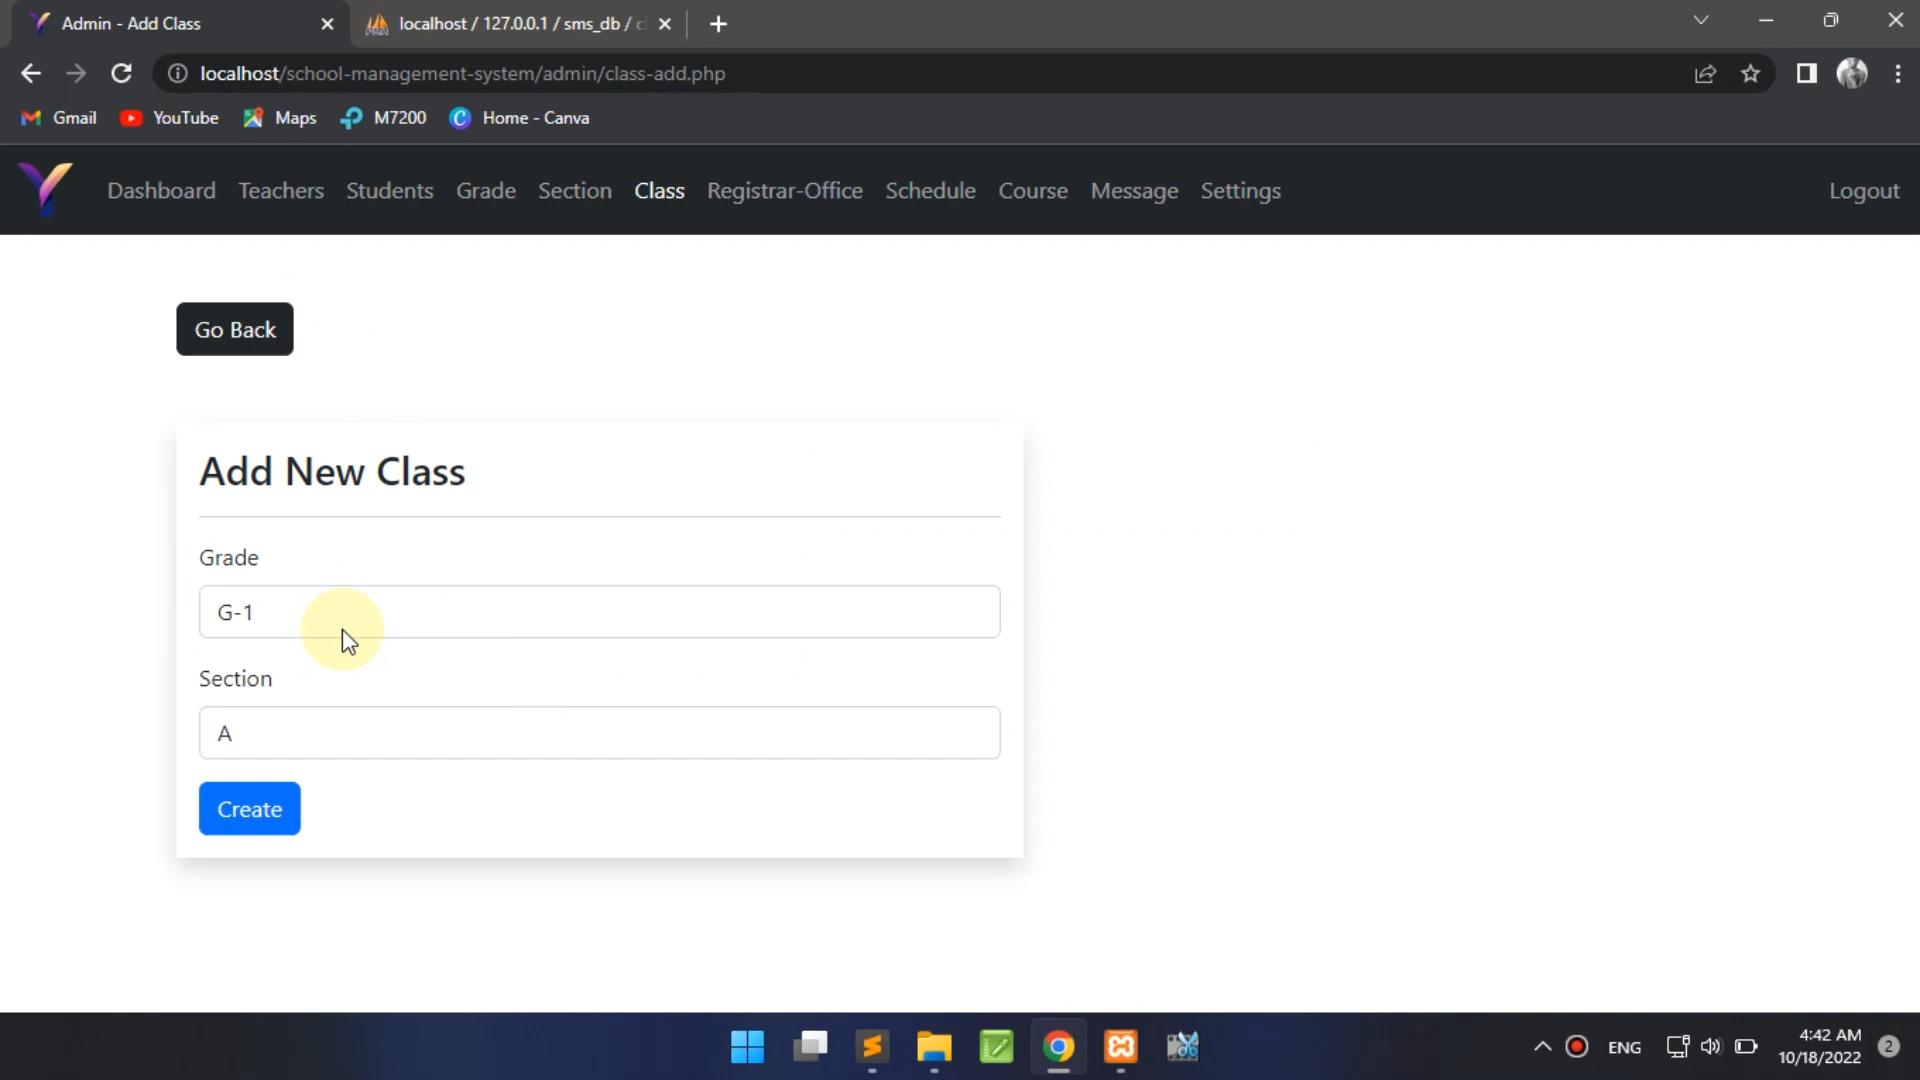 Admin - Add Class
localhost / 127.0.0.1 / sms_db / cl
localhost/school-management-system/admin/class-add.php
Gmail YouTube Maps M7200 Home - Canva
Dashboard Teachers Students Grade Section Class Registrar-Office Schedule Course Message Settings Logout
Go Back
Add New Class
Grade
G-1
Section
A
Create
ENG
4:42 AM
10/18/2022
2